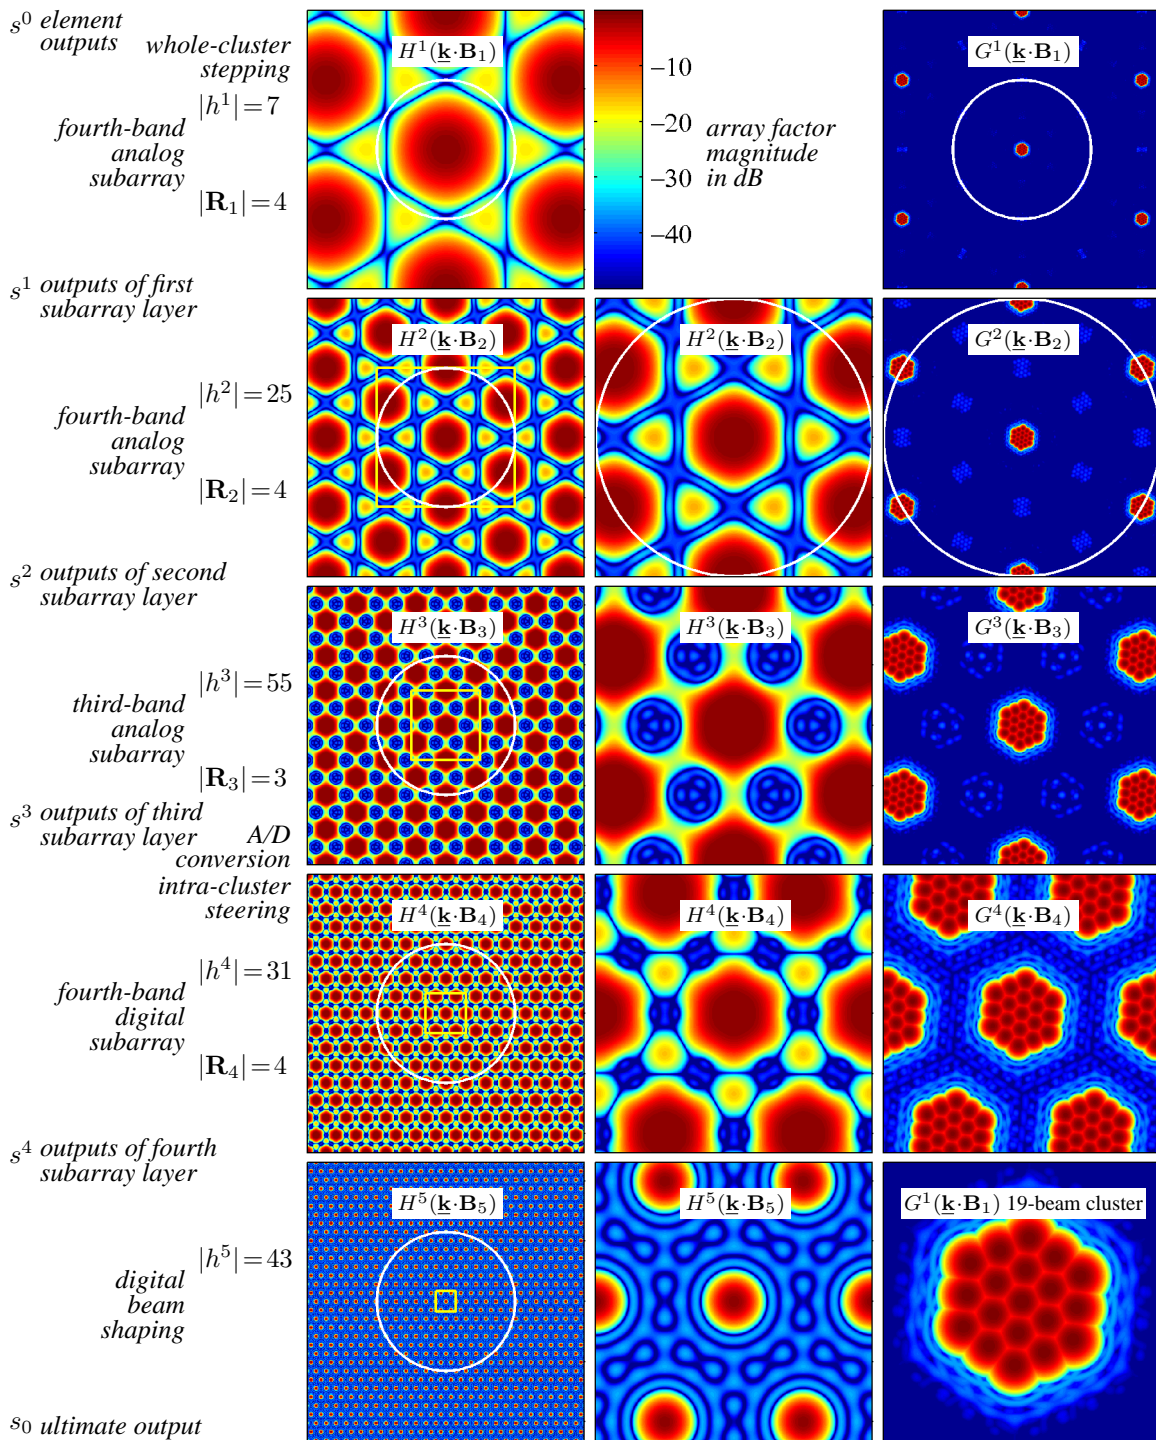 s⁰ element outputs
whole-cluster stepping
|h¹| = 7
fourth-band analog subarray
|R₁| = 4
H¹(k·B₁)
−10
−20
−30
−40
array factor magnitude in dB
G¹(k·B₁)
s¹ outputs of first subarray layer
|h²| = 25
fourth-band analog subarray
|R₂| = 4
H²(k·B₂)
H²(k·B₂)
G²(k·B₂)
s² outputs of second subarray layer
|h³| = 55
third-band analog subarray
|R₃| = 3
H³(k·B₃)
H³(k·B₃)
G³(k·B₃)
s³ outputs of third subarray layer
A/D conversion
intra-cluster steering
|h⁴| = 31
fourth-band digital subarray
|R₄| = 4
H⁴(k·B₄)
H⁴(k·B₄)
G⁴(k·B₄)
s⁴ outputs of fourth subarray layer
|h⁵| = 43
digital beam shaping
H⁵(k·B₅)
H⁵(k·B₅)
G¹(k·B₁) 19-beam cluster
s₀ ultimate output